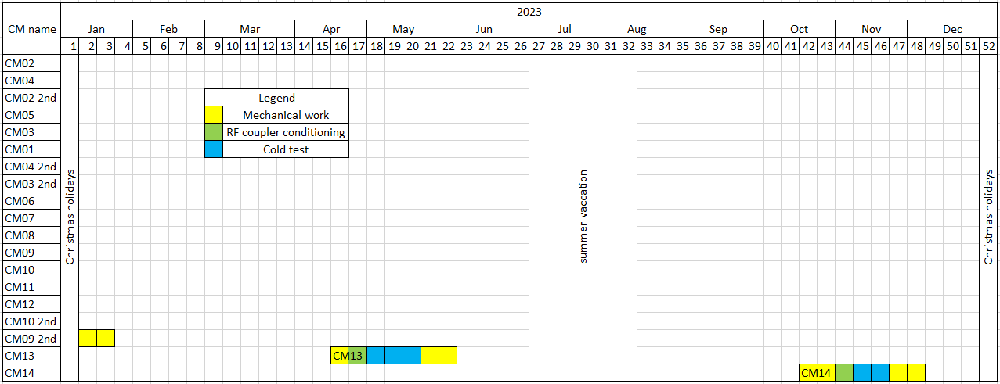 2023
CM name
Jan Feb Mar Apr May Jun Jul Aug Sep Oct Nov Dec
1 2 3 4 5 6 7 8 9 10 11 12 13 14 15 16 17 18 19 20 21 22 23 24 25 26 27 28 29 30 31 32 33 34 35 36 37 38 39 40 41 42 43 44 45 46 47 48 49 50 51 52
CM02
CM04
CM02 2nd
Legend
CM05
Mechanical work
CM03
RF coupler conditioning
CM01
Cold test
CM04 2nd
CM03 2nd
CM06
CM07
CM08
CM09
CM10
CM11
CM12
CM10 2nd
CM09 2nd
CM13
CM13
CM14
CM14
Christmas holidays
summer vaccation
Christmas holidays